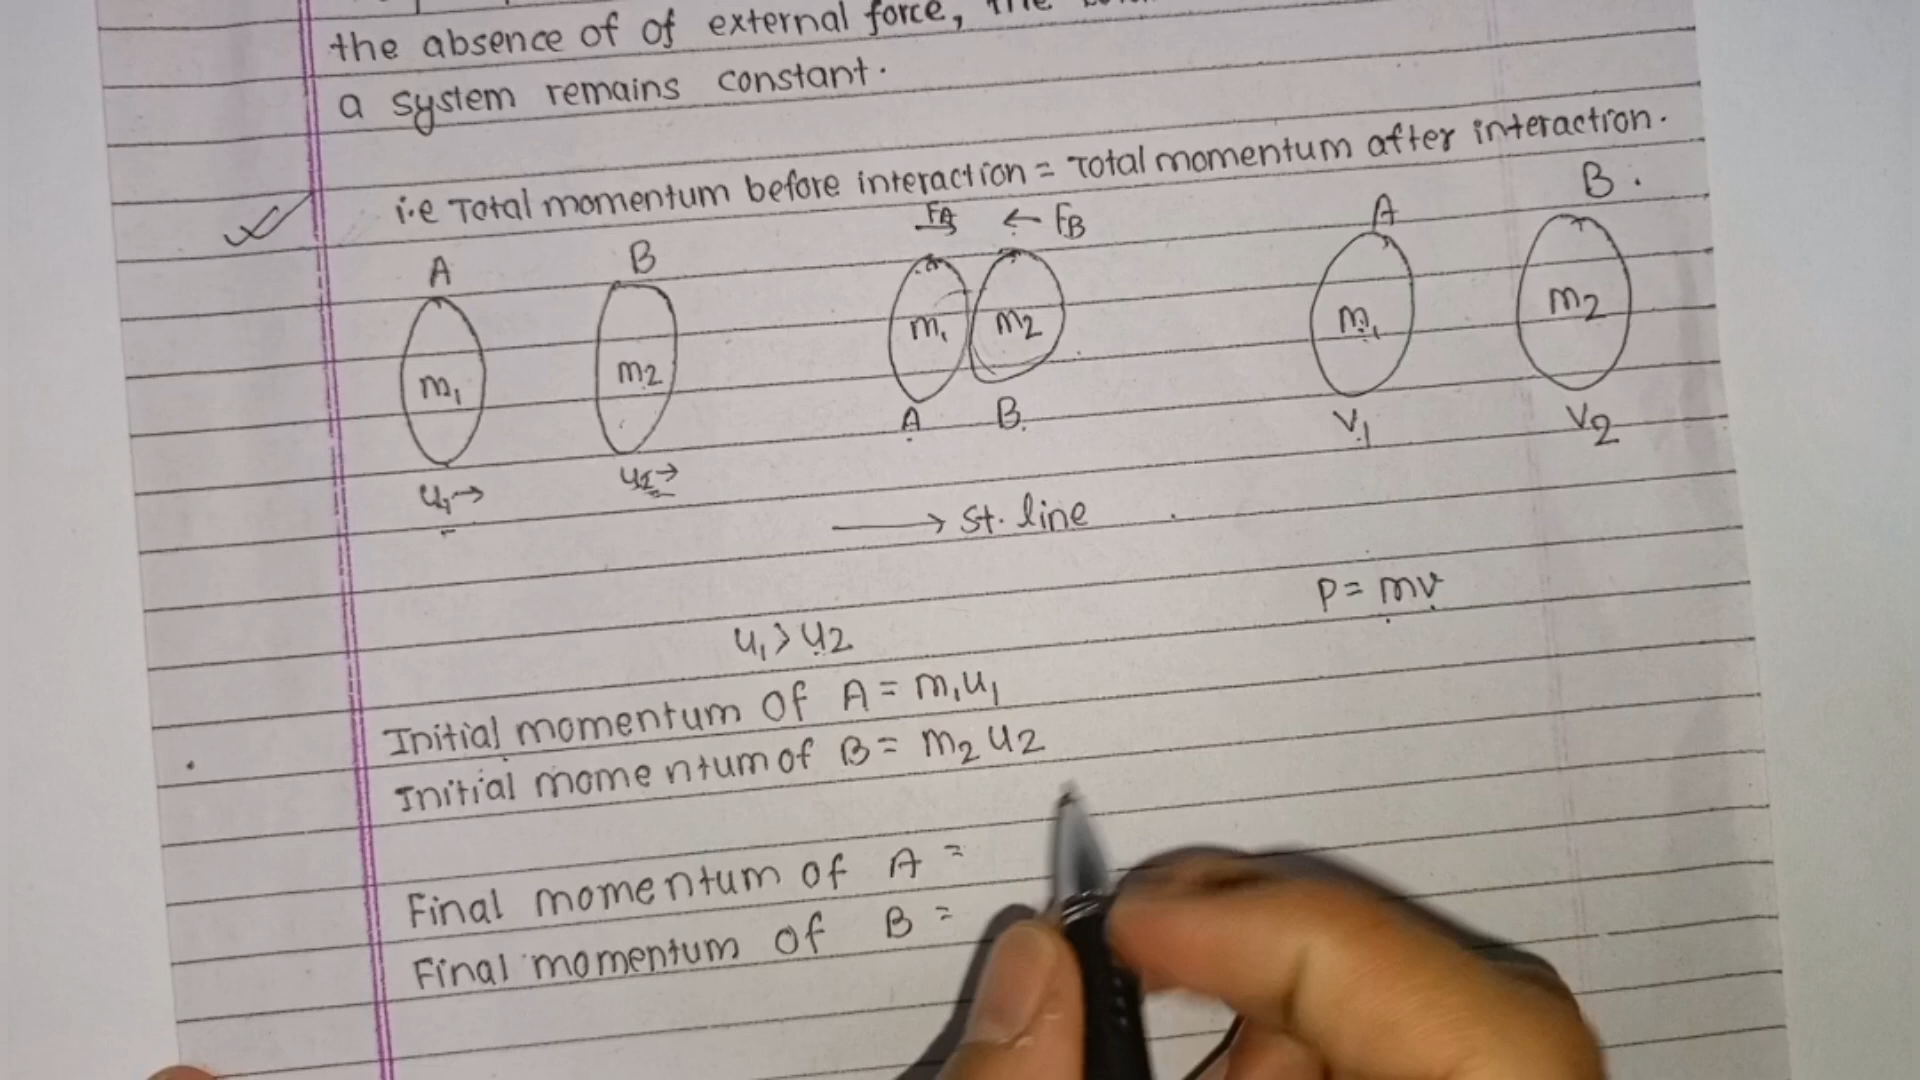 the absence of of external force, the
a system remains constant.
i.e Total momentum before interaction = Total momentum after interaction.
A B FA ← FB A B.
m1 m2 m1 m2 m1 m2
u1→ u2→ A B. v1 v2
→ St. line
P = mv
u1 > u2
Initial momentum of A = m1u1
Initial momentum of B = m2 u2
Final momentum of A =
Final momentum of B =